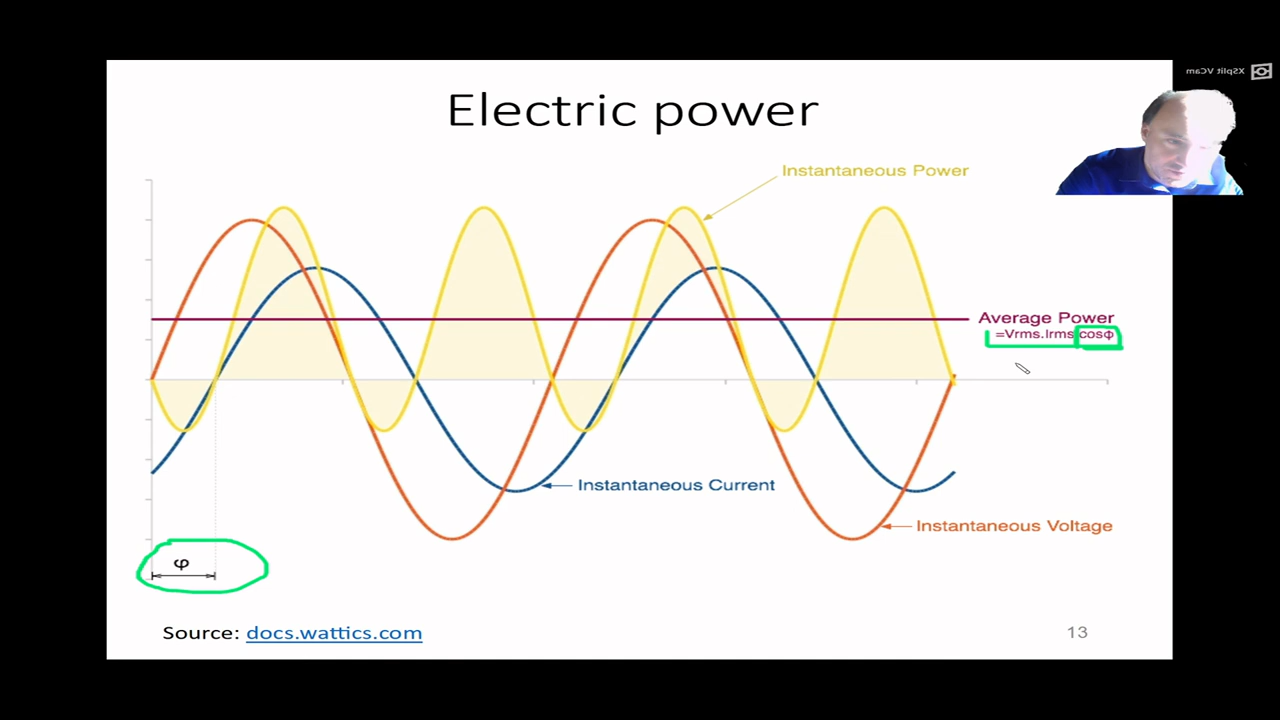 Electric power
XSplit VCam
Instantaneous Power
Average Power
=Vrms.Irms cosϕ
Instantaneous Current
Instantaneous Voltage
φ
Source: docs.wattics.com
13